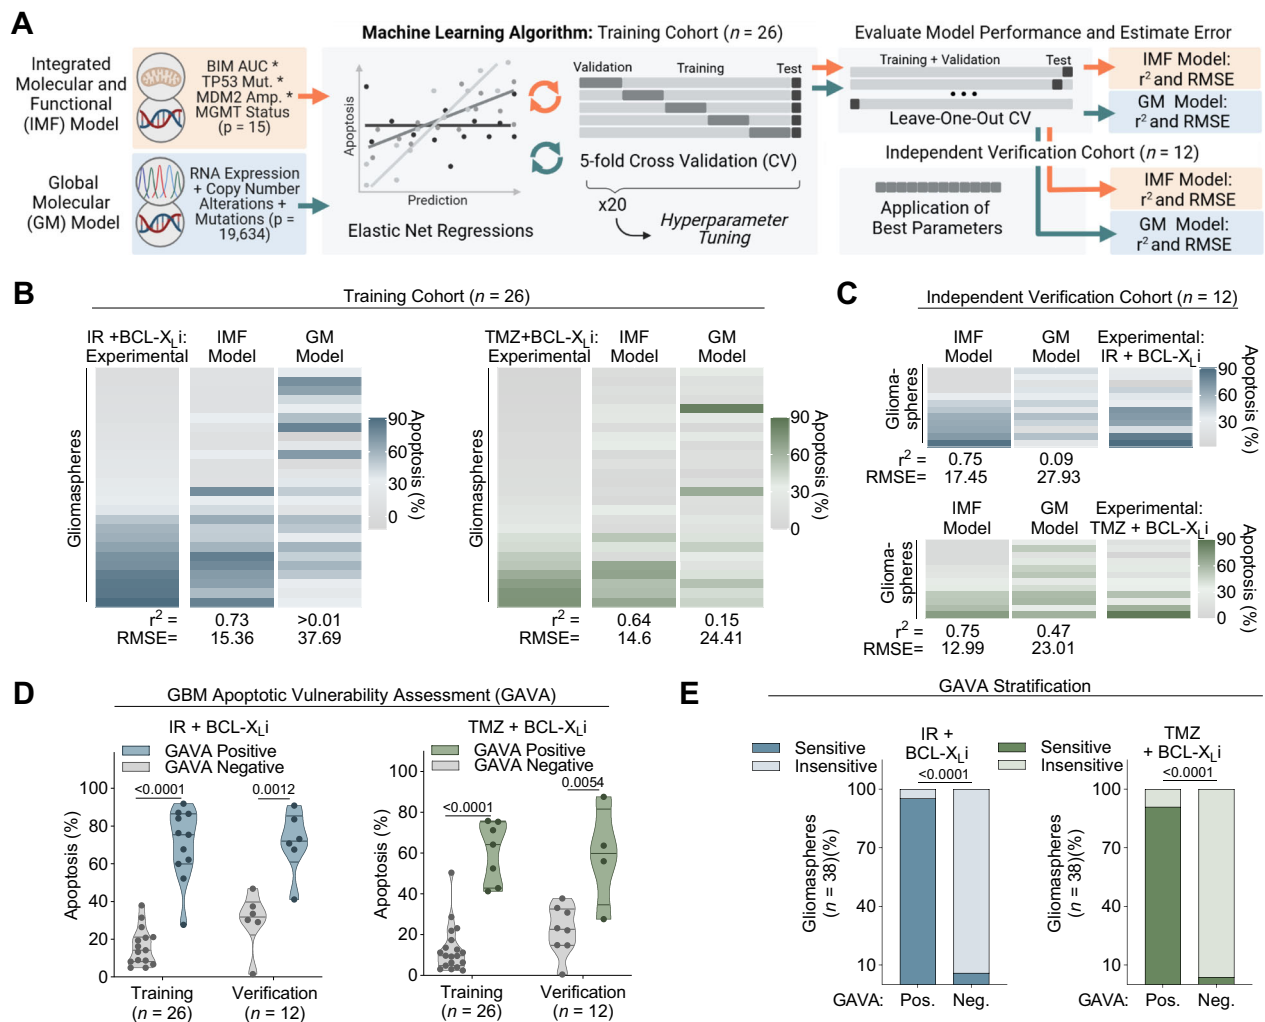 A
Machine Learning Algorithm: Training Cohort (n = 26)
Evaluate Model Performance and Estimate Error
Integrated
Molecular and
Functional
(IMF) Model
BIM AUC *
TP53 Mut. *
MDM2 Amp. *
MGMT Status
(p = 15)
Global
Molecular
(GM) Model
RNA Expression
+ Copy Number
Alterations +
Mutations (p =
19,634)
Apoptosis
Prediction
Elastic Net Regressions
Validation
Training
Test
5-fold Cross Validation (CV)
x20
Hyperparameter
Tuning
Training + Validation
Test
...
Leave-One-Out CV
Independent Verification Cohort (n = 12)
Application of
Best Parameters
IMF Model:
r2 and RMSE
GM Model:
r2 and RMSE
IMF Model:
r2 and RMSE
GM Model:
r2 and RMSE
B
Training Cohort (n = 26)
IR +BCL-XLi:
Experimental
IMF
Model
GM
Model
Gliomaspheres
90
60
30
0
Apoptosis (%)
r2 =
0.73
>0.01
RMSE=
15.36
37.69
TMZ+BCL-XLi:
Experimental
IMF
Model
GM
Model
Gliomaspheres
90
60
30
0
Apoptosis (%)
r2 =
0.64
0.15
RMSE=
14.6
24.41
C
Independent Verification Cohort (n = 12)
IMF
Model
GM
Model
Experimental:
IR + BCL-XLi
Glioma-
spheres
90
60
30
Apoptosis (%)
r2 =
0.75
0.09
RMSE=
17.45
27.93
IMF
Model
GM
Model
Experimental:
TMZ + BCL-XLi
Glioma-
spheres
90
60
30
0
Apoptosis (%)
r2 =
0.75
0.47
RMSE=
12.99
23.01
D
GBM Apoptotic Vulnerability Assessment (GAVA)
IR + BCL-XLi
GAVA Positive
GAVA Negative
<0.0001
0.0012
Apoptosis (%)
100
80
60
40
20
0
Training
(n = 26)
Verification
(n = 12)
TMZ + BCL-XLi
GAVA Positive
GAVA Negative
<0.0001
0.0054
Apoptosis (%)
100
80
60
40
20
0
Training
(n = 26)
Verification
(n = 12)
E
GAVA Stratification
Sensitive
Insensitive
IR +
BCL-XLi
<0.0001
Gliomaspheres
(n = 38)(%)
100
70
40
10
GAVA:
Pos.
Neg.
Sensitive
Insensitive
TMZ
+ BCL-XLi
<0.0001
Gliomaspheres
(n = 38)(%)
100
70
40
10
GAVA:
Pos.
Neg.